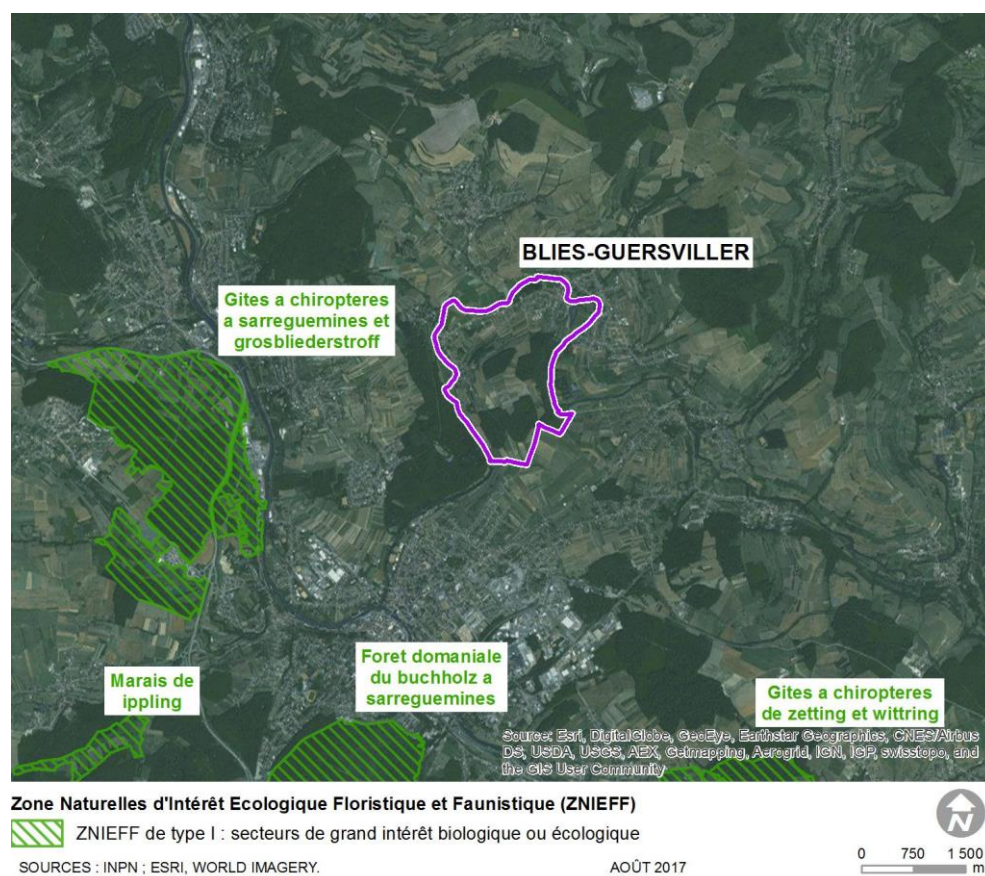 BLIES-GUERSVILLER
Gites a chiropteres
a sarreguemines et
grosbliederstroff
Marais de
ippling
Foret domaniale
du buchholz a
sarreguemines
Gites a chiropteres
de zetting et wittring
Source: Esri, DigitalGlobe, GeoEye, Earthstar Geographics, CNES/Airbus
DS, USDA, USGS, AEX, Getmapping, Aerogrid, IGN, IGP, swisstopo, and
the GIS User Community
Zone Naturelles d'Intérêt Ecologique Floristique et Faunistique (ZNIEFF)
ZNIEFF de type I : secteurs de grand intérêt biologique ou écologique
SOURCES : INPN ; ESRI, WORLD IMAGERY.
AOÛT 2017
N
0 750 1 500
m